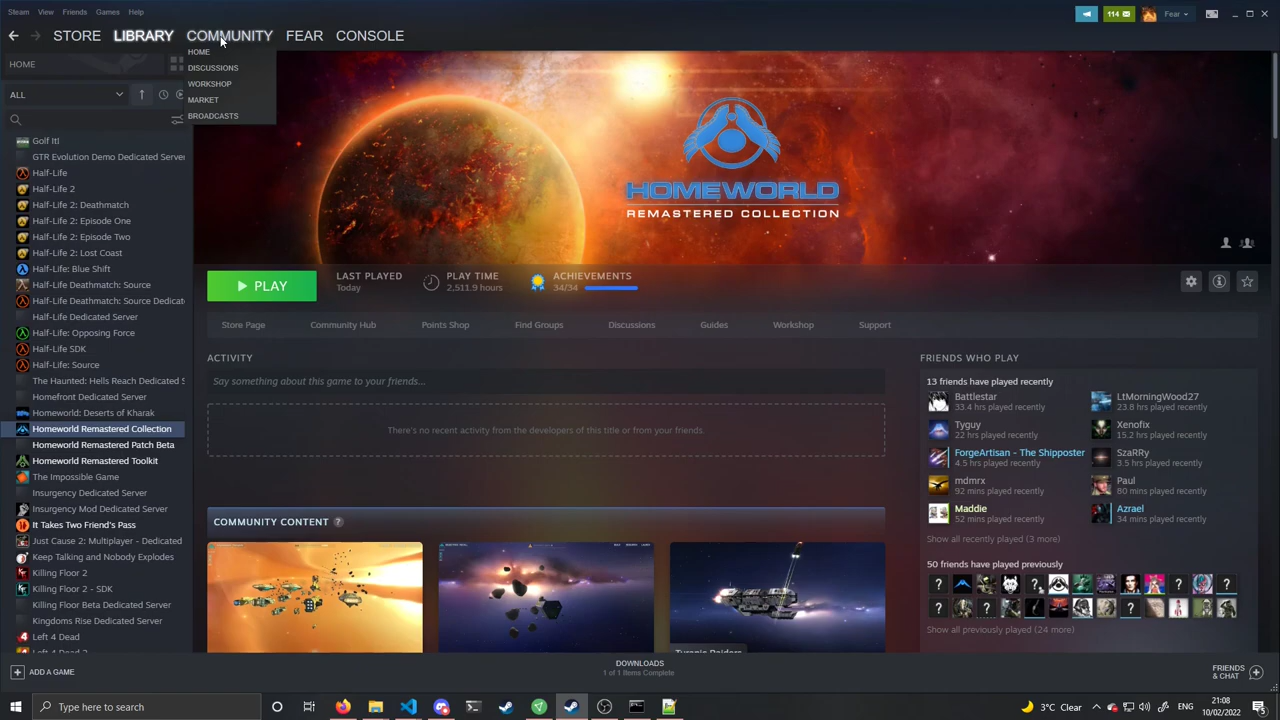 Steam View Friends Games Help
114 Fear
STORE LIBRARY COMMUNITY FEAR CONSOLE
HOME
DISCUSSIONS
WORKSHOP
MARKET
BROADCASTS
HOME
ALL
Golf It!
GTR Evolution Demo Dedicated Server
Half-Life
Half-Life 2
Half-Life 2: Deathmatch
Half-Life 2: Episode One
Half-Life 2: Episode Two
Half-Life 2: Lost Coast
Half-Life: Blue Shift
Half-Life Deathmatch: Source
Half-Life Deathmatch: Source Dedicat
Half-Life Dedicated Server
Half-Life: Opposing Force
Half-Life SDK
Half-Life: Source
The Haunted: Hells Reach Dedicated S
Homefront Dedicated Server
Homeworld: Deserts of Kharak
Homeworld Remastered Collection
Homeworld Remastered Patch Beta
Homeworld Remastered Toolkit
The Impossible Game
Insurgency Dedicated Server
Insurgency Mod Dedicated Server
It Takes Two Friend's Pass
Just Cause 2: Multiplayer - Dedicated
Keep Talking and Nobody Explodes
Killing Floor 2
Killing Floor 2 - SDK
Killing Floor Beta Dedicated Server
Kingdoms Rise Dedicated Server
Left 4 Dead
HOMEWORLD
REMASTERED COLLECTION
PLAY
LAST PLAYED
Today
PLAY TIME
2,511.9 hours
ACHIEVEMENTS
34/34
Store Page Community Hub Points Shop Find Groups Discussions Guides Workshop Support
ACTIVITY
Say something about this game to your friends...
There's no recent activity from the developers of this title or from your friends.
COMMUNITY CONTENT ?
FRIENDS WHO PLAY
13 friends have played recently
Battlestar
33.4 hrs played recently
LtMorningWood27
23.8 hrs played recently
Tyguy
22 hrs played recently
Xenofix
15.2 hrs played recently
ForgeArtisan - The Shipposter
4.5 hrs played recently
SzaRRy
3.5 hrs played recently
mdmrx
92 mins played recently
Paul
80 mins played recently
Maddie
52 mins played recently
Azrael
34 mins played recently
Show all recently played (3 more)
50 friends have played previously
Show all previously played (24 more)
ADD A GAME
DOWNLOADS
1 of 1 Items Complete
FRIENDS
& CHAT
Type here to search
3°C Clear
ENG
21:08
10/02/2022